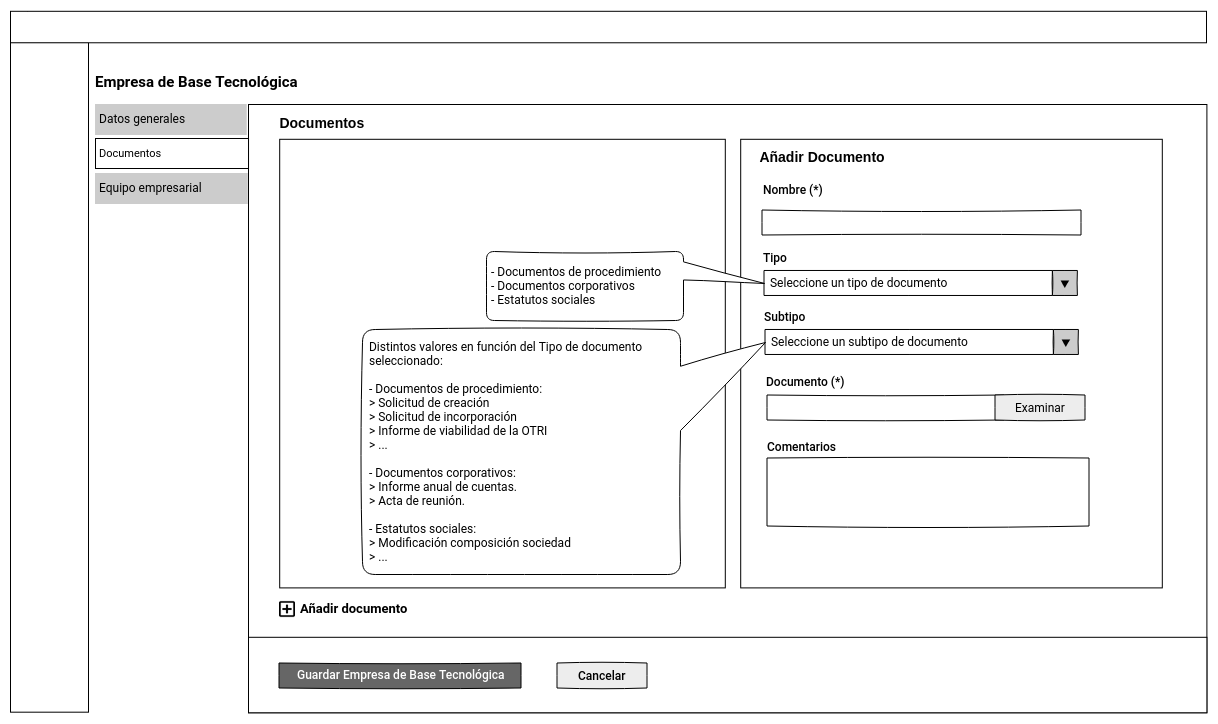 Empresa de Base Tecnológica
Datos generales
Documentos
Equipo empresarial
Documentos
- Documentos de procedimiento
- Documentos corporativos
- Estatutos sociales
Distintos valores en función del Tipo de documento
seleccionado:
- Documentos de procedimiento:
> Solicitud de creación
> Solicitud de incorporación
> Informe de viabilidad de la OTRI
> ...
- Documentos corporativos:
> Informe anual de cuentas.
> Acta de reunión.
- Estatutos sociales:
> Modificación composición sociedad
> ...
Añadir Documento
Nombre (*)
Tipo
Seleccione un tipo de documento
Subtipo
Seleccione un subtipo de documento
Documento (*)
Examinar
Comentarios
Añadir documento
Guardar Empresa de Base Tecnológica
Cancelar